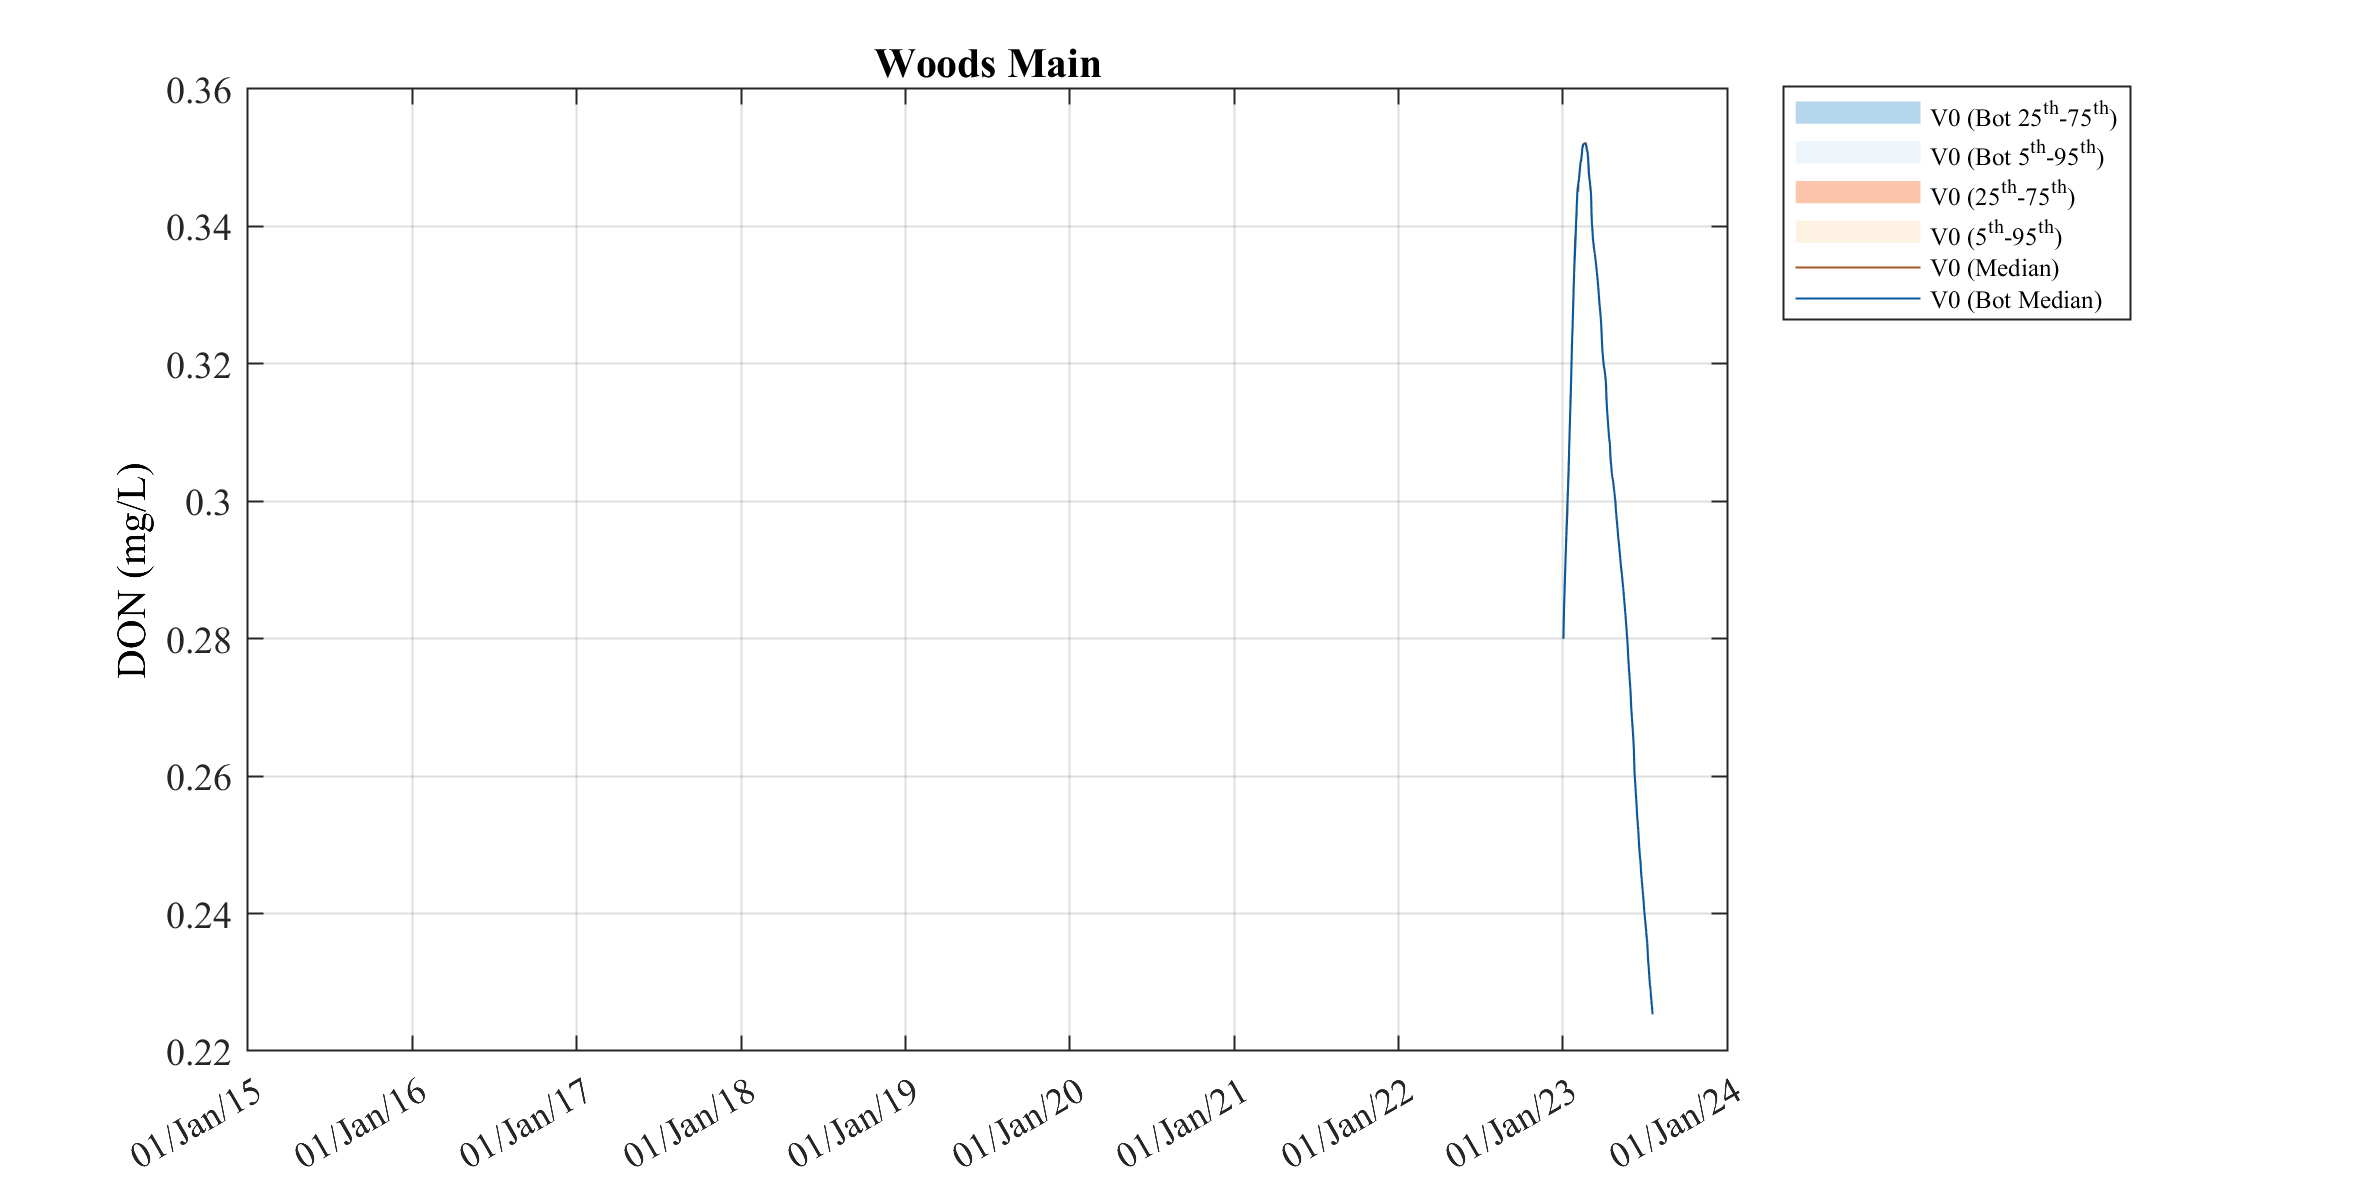 Woods Main
0.36
0.34
0.32
0.3
0.28
0.26
0.24
0.22
DON (mg/L)
01/Jan/15
01/Jan/16
01/Jan/17
01/Jan/18
01/Jan/19
01/Jan/20
01/Jan/21
01/Jan/22
01/Jan/23
01/Jan/24
V0 (Bot 25th-75th)
V0 (Bot 5th-95th)
V0 (25th-75th)
V0 (5th-95th)
V0 (Median)
V0 (Bot Median)